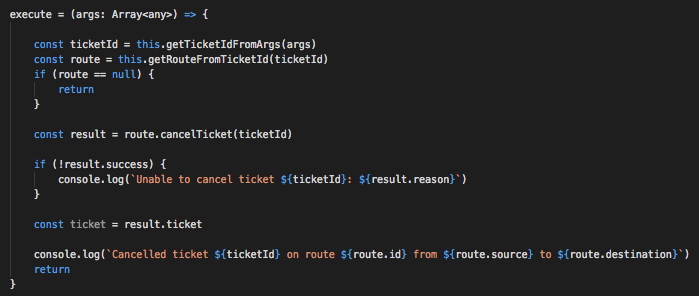 execute = (args: Array<any>) => {
const ticketId = this.getTicketIdFromArgs(args)
const route = this.getRouteFromTicketId(ticketId)
if (route == null) {
return
}
const result = route.cancelTicket(ticketId)
if (!result.success) {
console.log(`Unable to cancel ticket ${ticketId}: ${result.reason}`)
}
const ticket = result.ticket
console.log(`Cancelled ticket ${ticketId} on route ${route.id} from ${route.source} to ${route.destination}`)
return
}